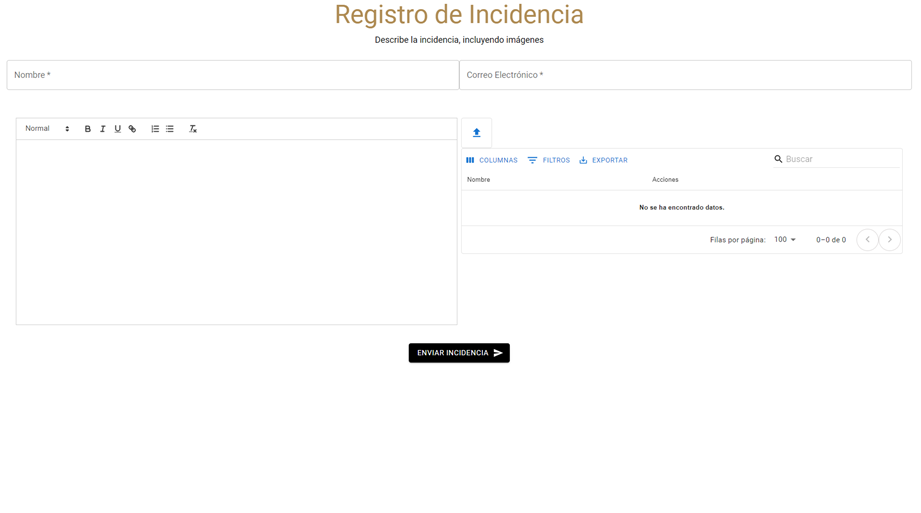 Registro de Incidencia
Describe la incidencia, incluyendo imágenes
Nombre *
Correo Electrónico *
Normal
COLUMNAS FILTROS EXPORTAR Buscar
Nombre Acciones
No se ha encontrado datos.
Filas por página: 100 0–0 de 0
ENVIAR INCIDENCIA